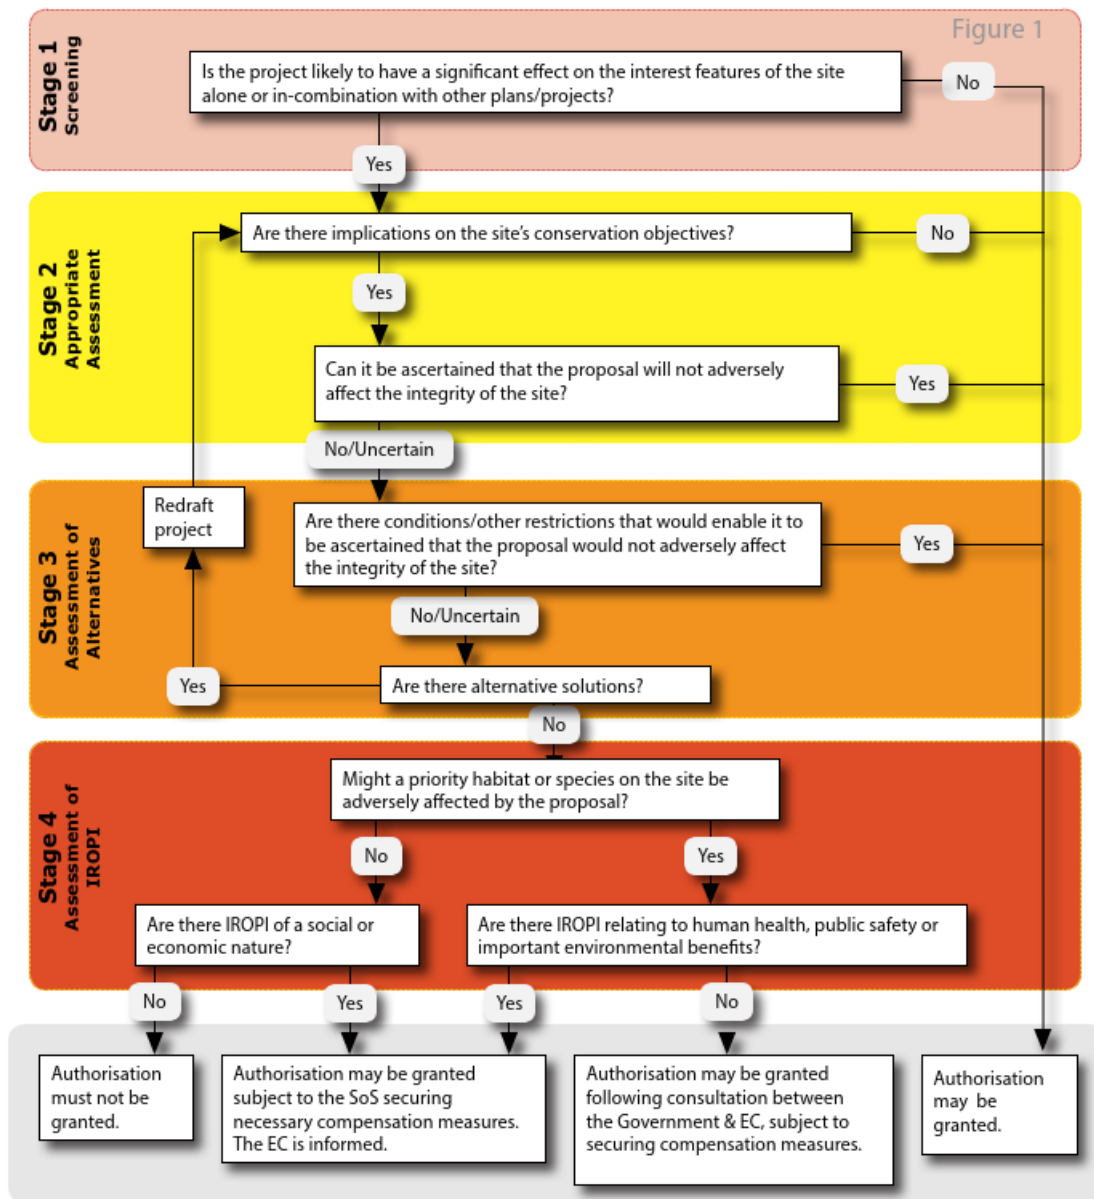 Figure 1
Stage 1
Screening
Is the project likely to have a significant effect on the interest features of the site
alone or in-combination with other plans/projects?
No
Yes
Stage 2
Appropriate
Assessment
Are there implications on the site's conservation objectives?
No
Yes
Can it be ascertained that the proposal will not adversely
affect the integrity of the site?
Yes
No/Uncertain
Stage 3
Assessment of
Alternatives
Redraft
project
Are there conditions/other restrictions that would enable it to
be ascertained that the proposal would not adversely affect
the integrity of the site?
Yes
No/Uncertain
Are there alternative solutions?
Yes
No
Stage 4
Assessment of
IROPI
Might a priority habitat or species on the site be
adversely affected by the proposal?
No
Yes
Are there IROPI of a social or
economic nature?
Are there IROPI relating to human health, public safety or
important environmental benefits?
No
Yes
Yes
No
Authorisation
must not be
granted.
Authorisation may be granted
subject to the SoS securing
necessary compensation measures.
The EC is informed.
Authorisation may be granted
following consultation between
the Government & EC, subject to
securing compensation measures.
Authorisation
may be
granted.